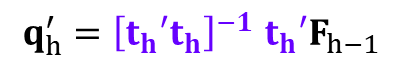 q′ₕ = [tₕ′tₕ]⁻¹ tₕ′Fₕ₋₁